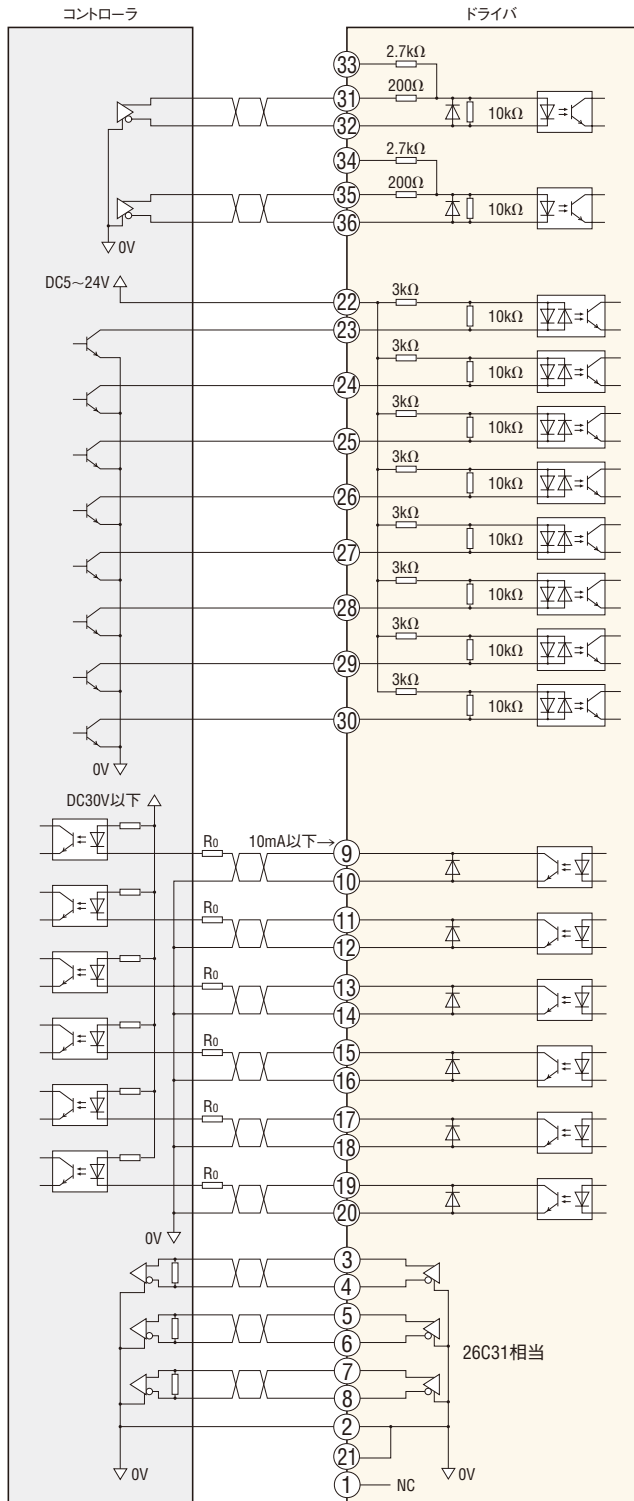 コントローラ
ドライバ
33
2.7kΩ
31
200Ω
32
10kΩ
34
2.7kΩ
35
200Ω
36
10kΩ
0V
DC5～24V
22
3kΩ
23
10kΩ
3kΩ
24
10kΩ
3kΩ
25
10kΩ
3kΩ
26
10kΩ
3kΩ
27
10kΩ
3kΩ
28
10kΩ
3kΩ
29
10kΩ
3kΩ
30
10kΩ
0V
DC30V以下
R0
10mA以下→
9
10
R0
11
12
R0
13
14
R0
15
16
R0
17
18
R0
19
20
0V
3
4
5
6
26C31相当
7
8
2
21
0V
0V
1
NC